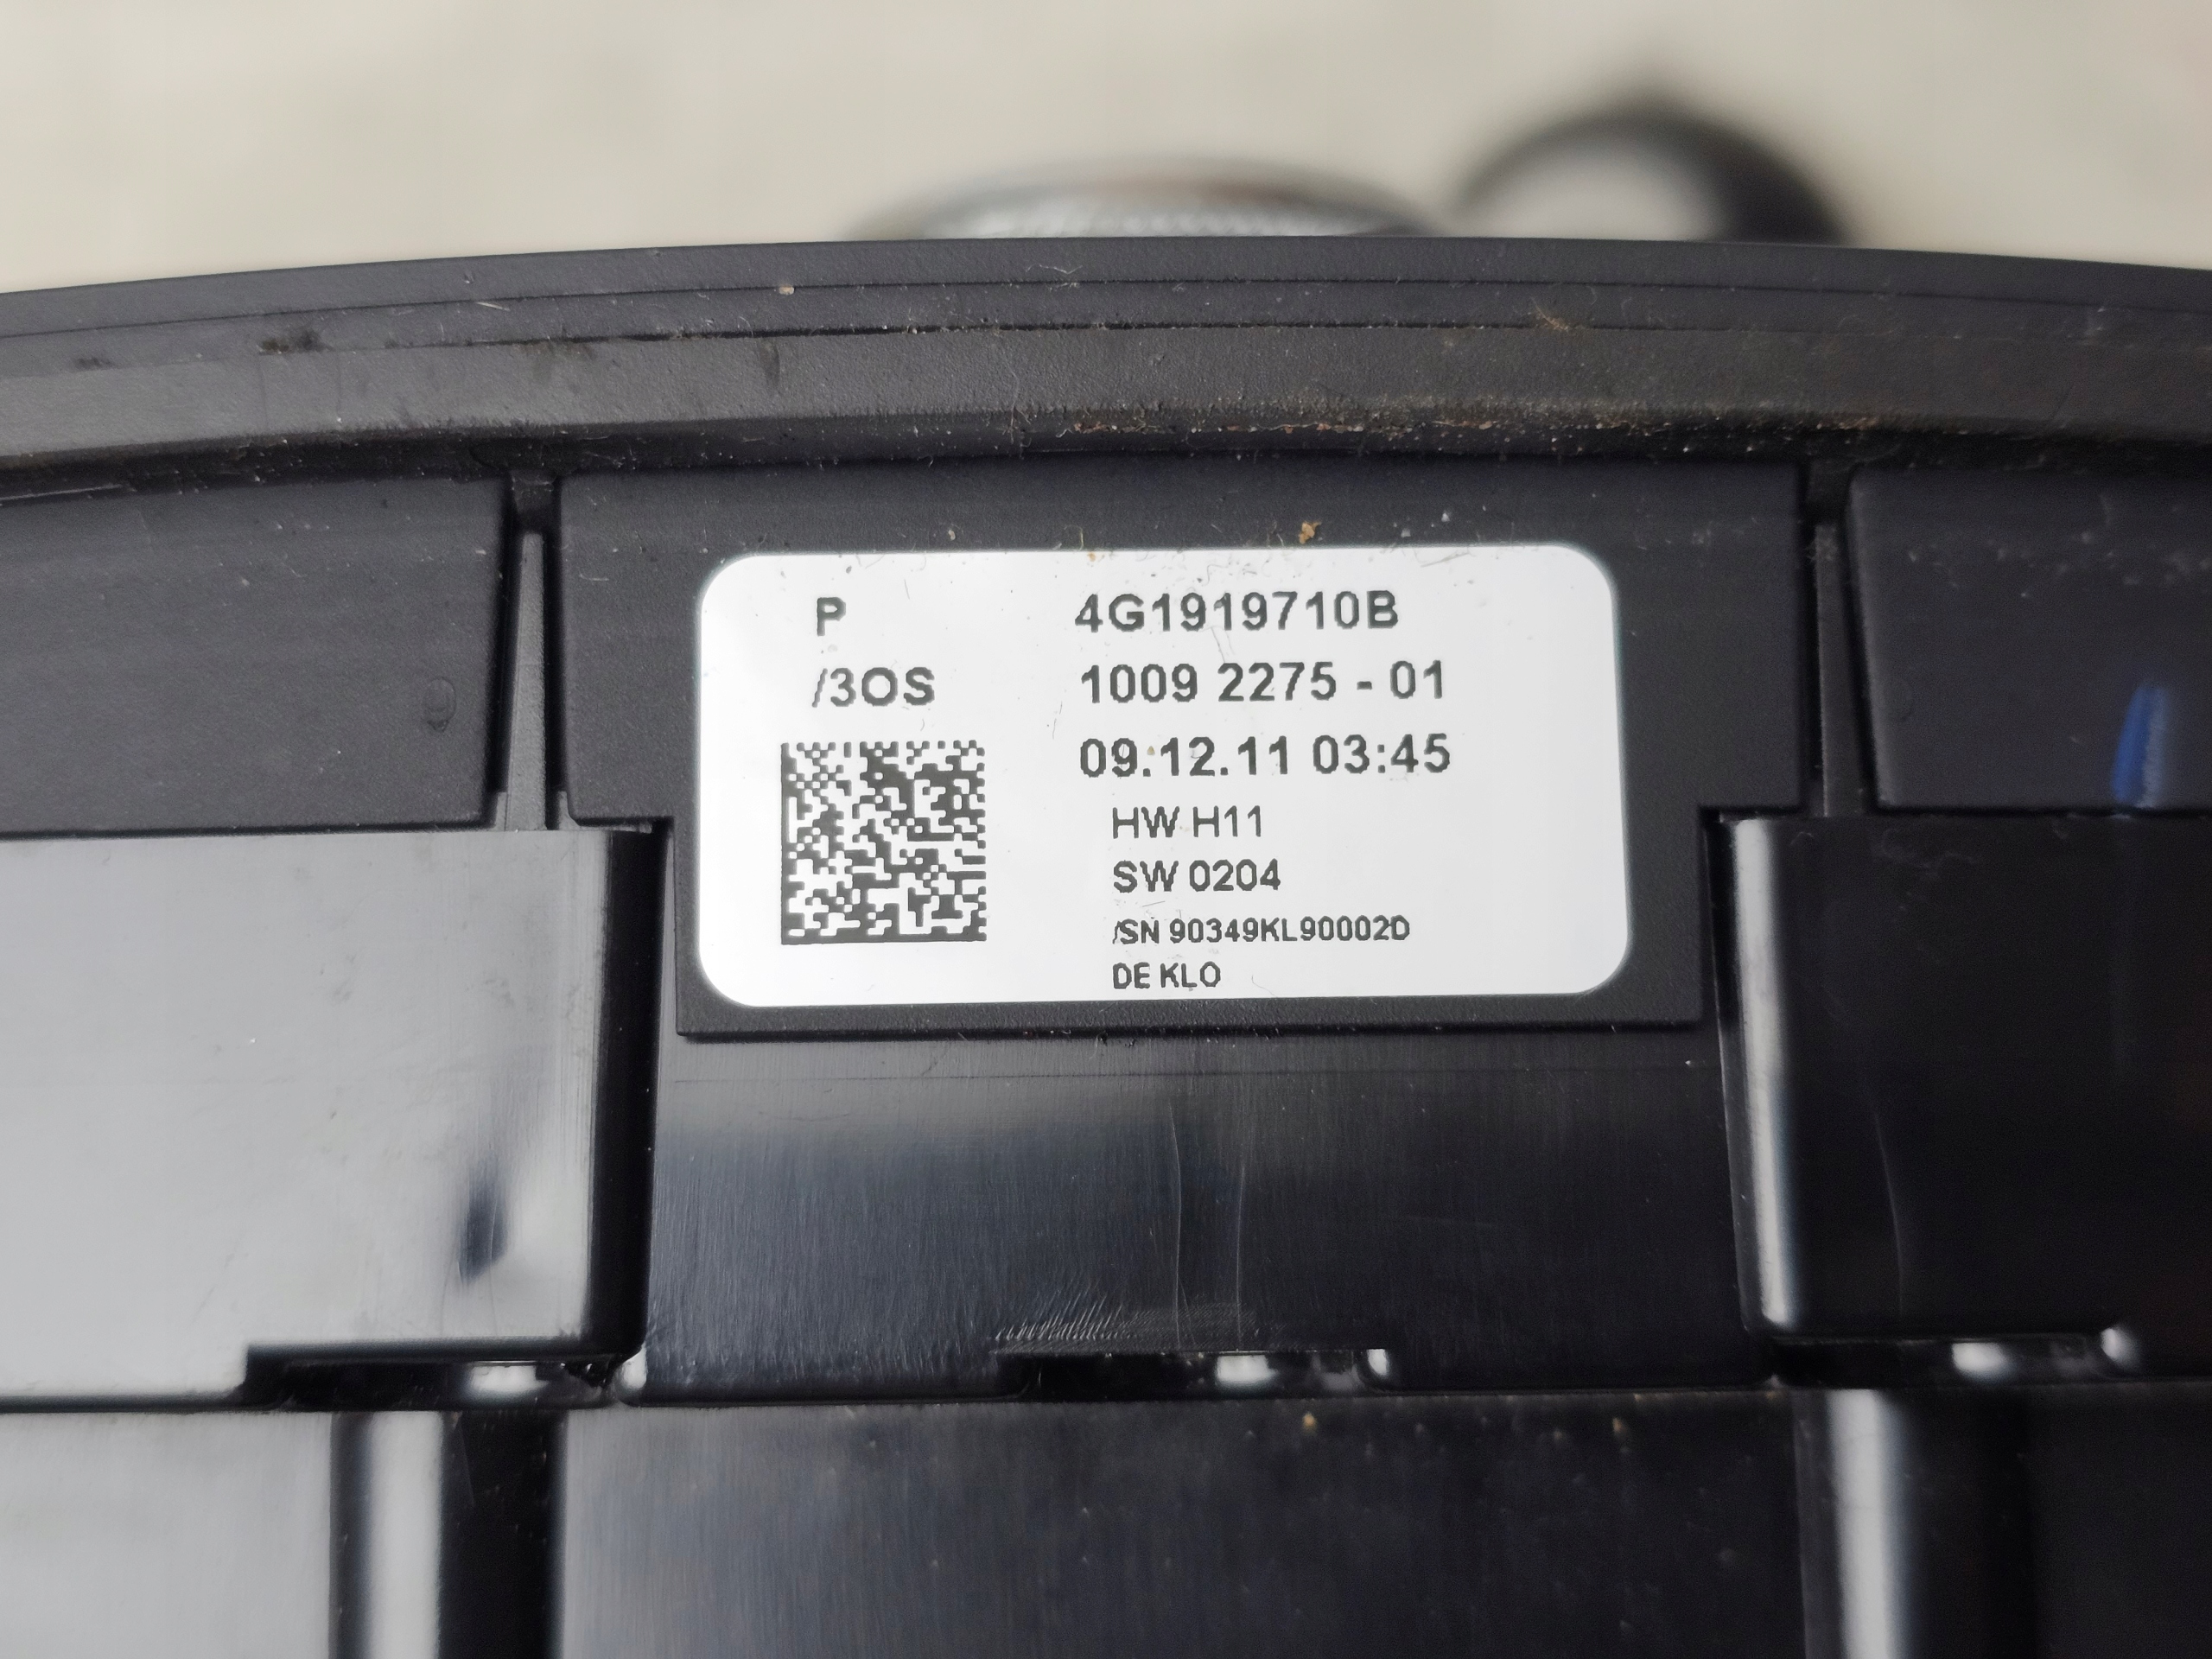 P 4G1919710B
/3OS 1009 2275 - 01
09.12.11 03:45
HW H11
SW 0204
/SN 90349KL90002D
DE KLO